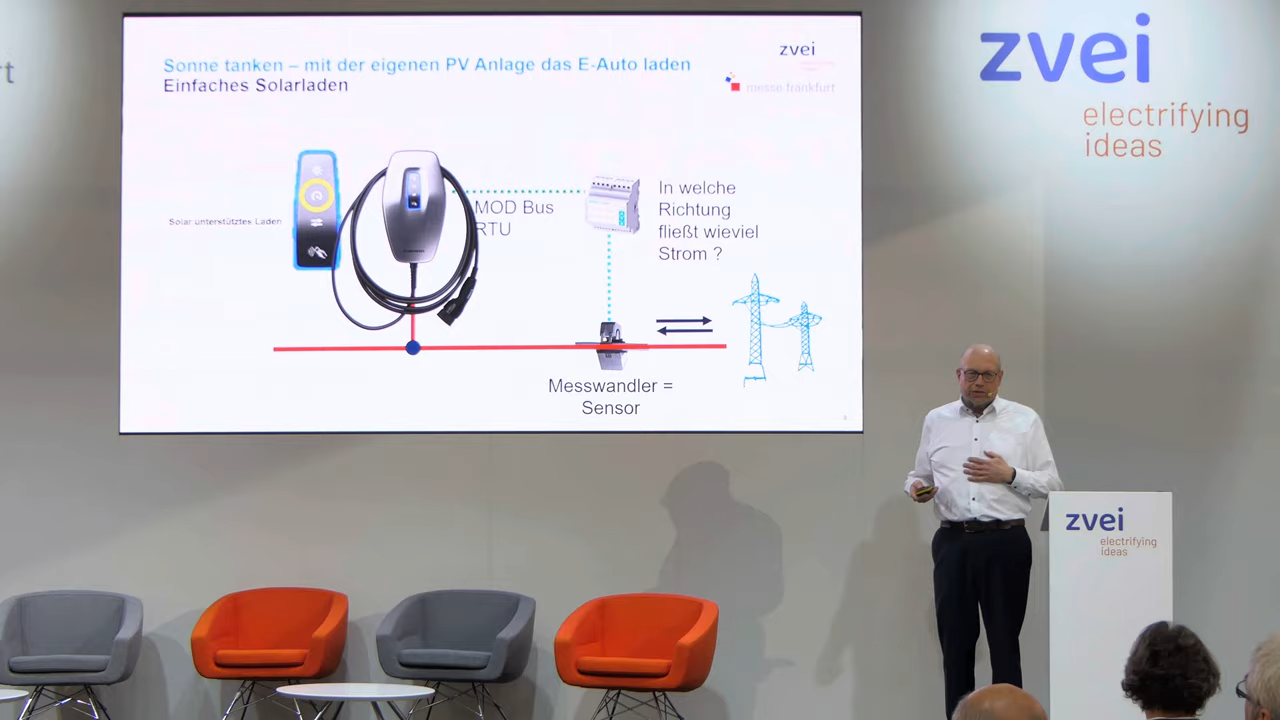 rt
Sonne tanken – mit der eigenen PV Anlage das E-Auto laden
Einfaches Solarladen
zvei
messe frankfurt
Solar unterstütztes Laden
MOD Bus
RTU
In welche
Richtung
fließt wieviel
Strom ?
Messwandler =
Sensor
zvei
electrifying
ideas
zvei
electrifying
ideas